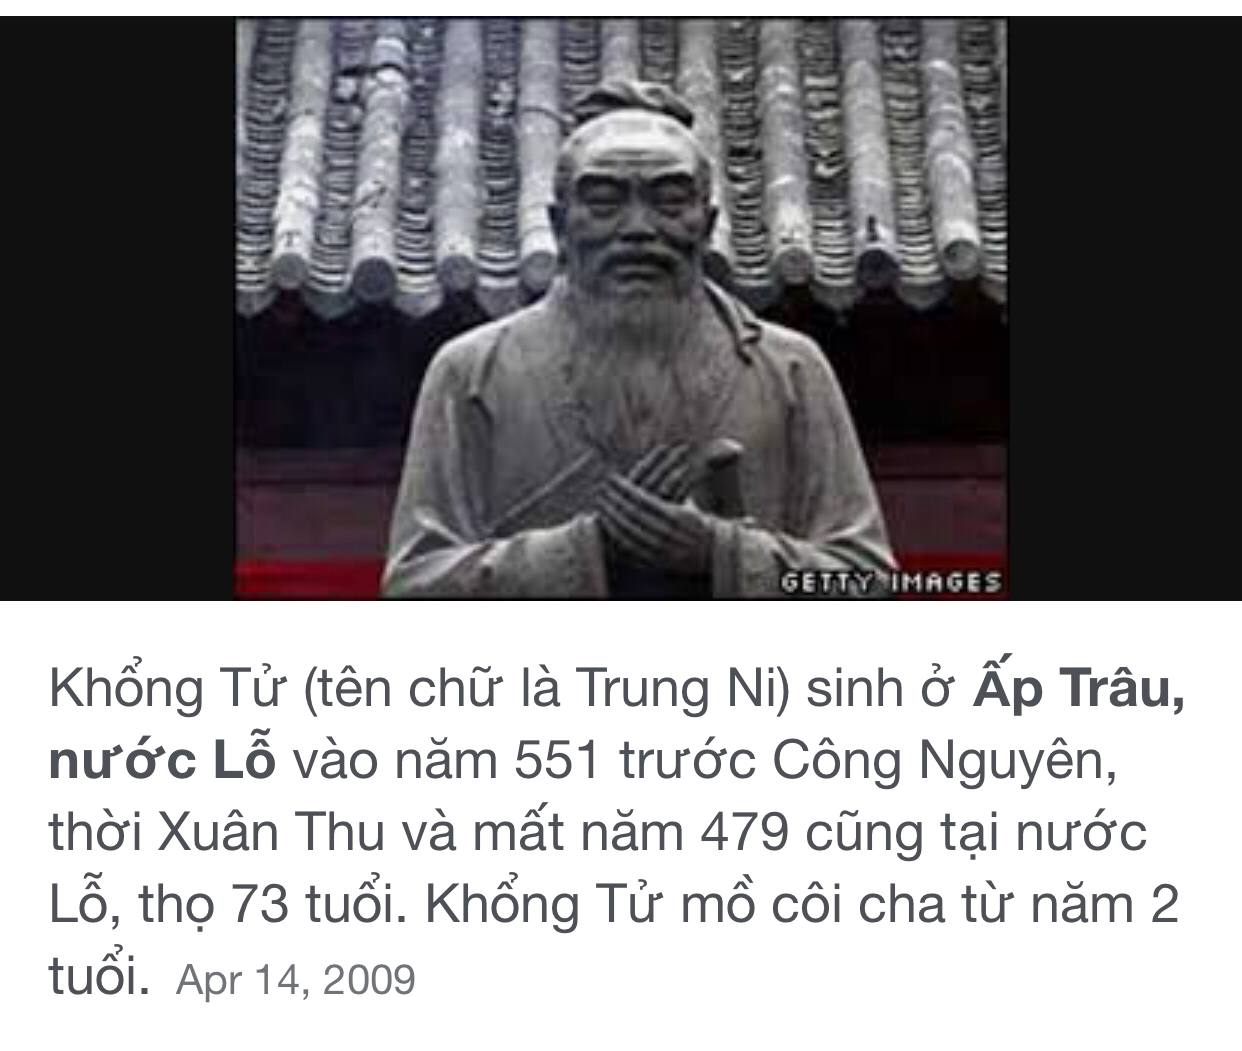 GETTY IMAGES
Khổng Tử (tên chữ là Trung Ni) sinh ở Ấp Trâu,
nước Lỗ vào năm 551 trước Công Nguyên,
thời Xuân Thu và mất năm 479 cũng tại nước
Lỗ, thọ 73 tuổi. Khổng Tử mồ côi cha từ năm 2
tuổi. Apr 14, 2009